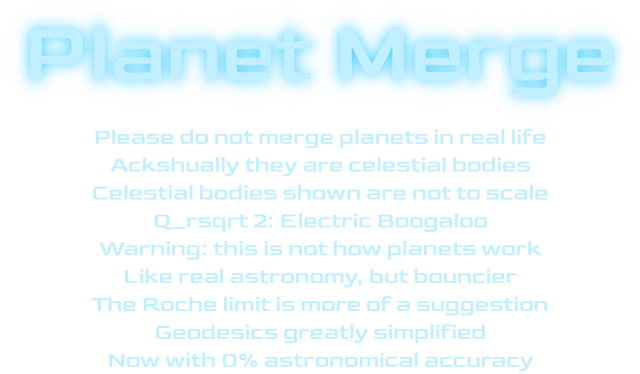 Planet Merge
Please do not merge planets in real life
Ackshually they are celestial bodies
Celestial bodies shown are not to scale
Q_rsqrt 2: Electric Boogaloo
Warning: this is not how planets work
Like real astronomy, but bouncier
The Roche limit is more of a suggestion
Geodesics greatly simplified
Now with 0% astronomical accuracy